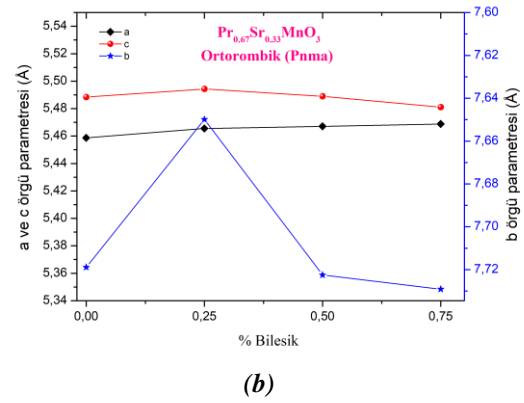 a
c
b
Pr0.67Sr0.33MnO3
Ortorombik (Pnma)
a ve c örgü parametresi (Å)
5,54
5,52
5,50
5,48
5,46
5,44
5,42
5,40
5,38
5,36
5,34
b örgü parametresi (Å)
7,60
7,62
7,64
7,66
7,68
7,70
7,72
0,00
0,25
0,50
0,75
% Bilesik
(b)